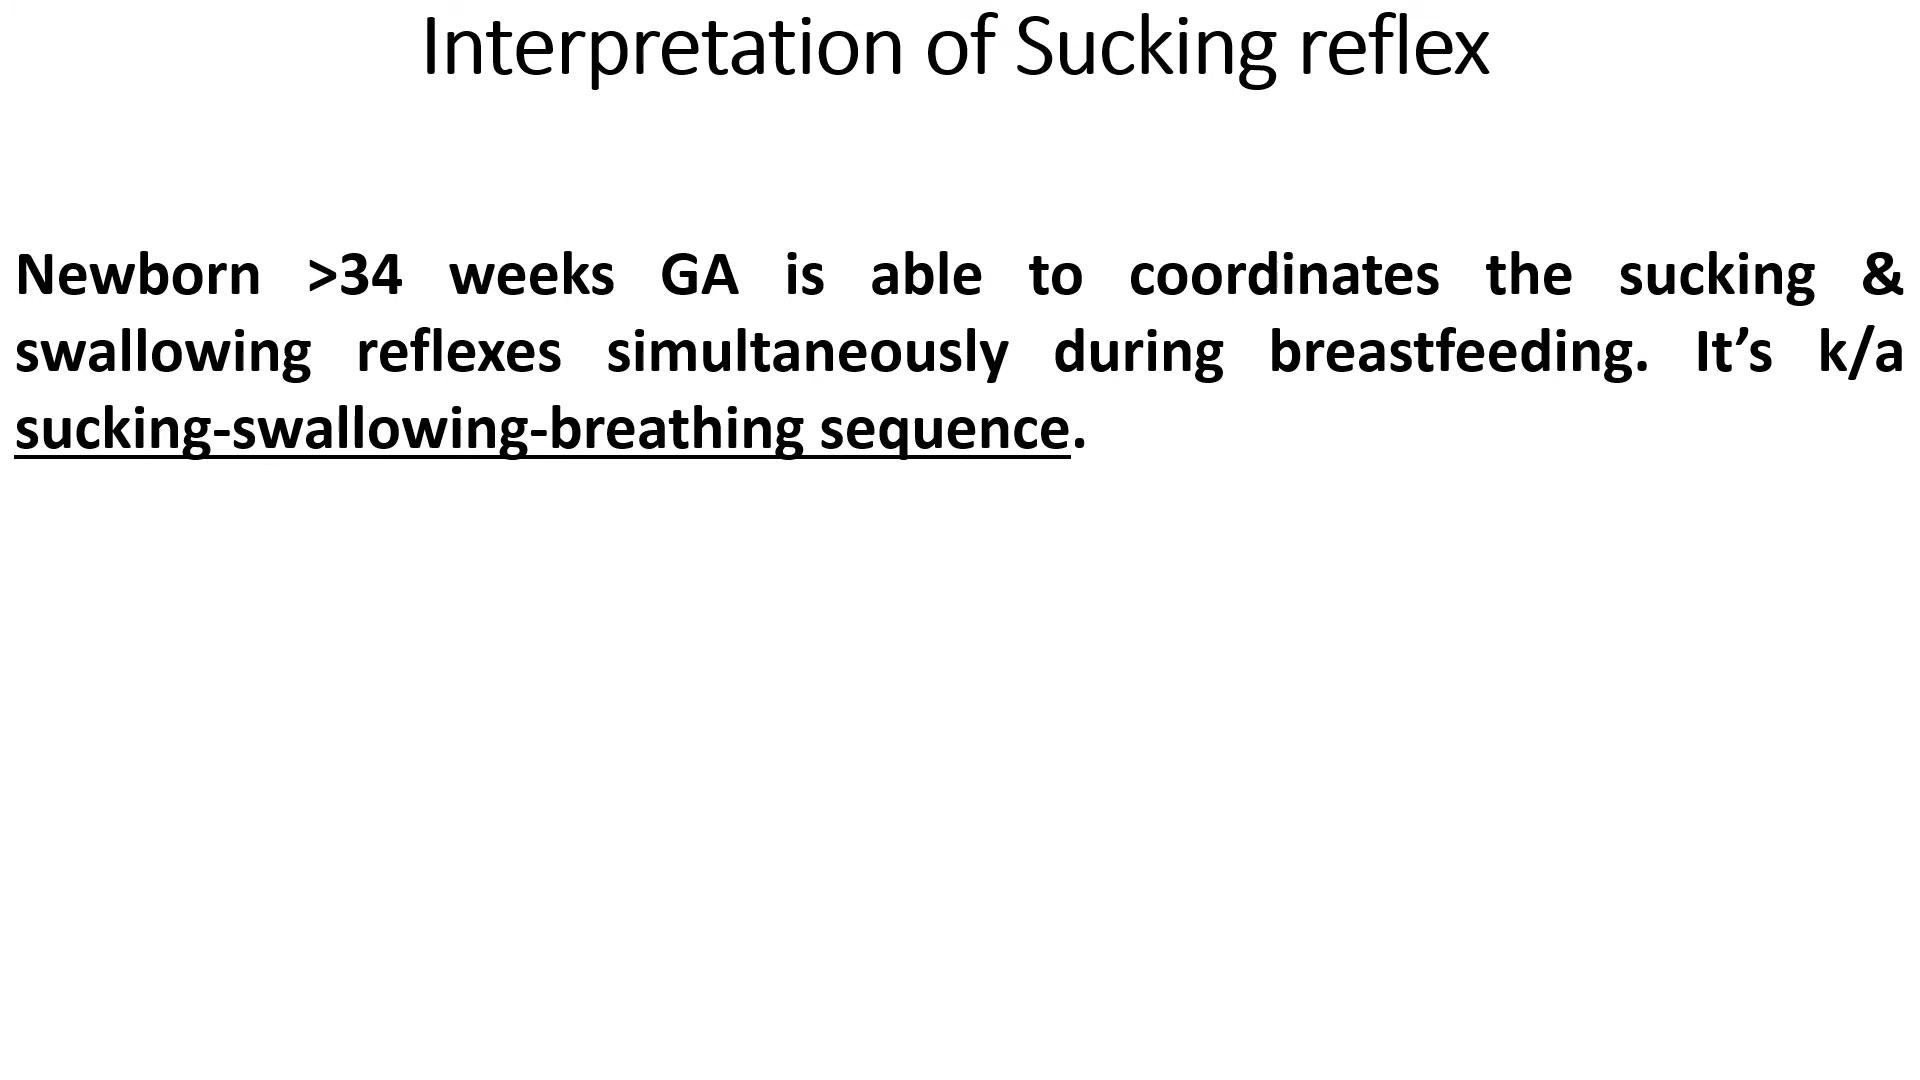 Interpretation of Sucking reflex
Newborn >34 weeks GA is able to coordinates the sucking &
swallowing reflexes simultaneously during breastfeeding. It’s k/a
sucking-swallowing-breathing sequence.